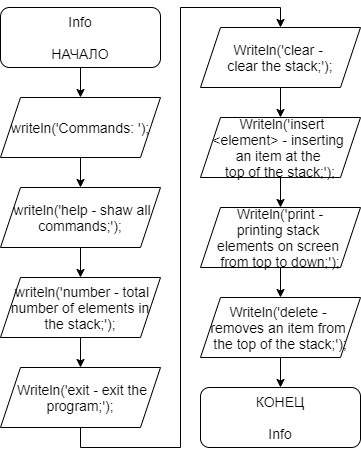 Info
НАЧАЛО
writeln('Commands: ');
writeln('help - shaw all
commands;');
writeln('number - total
number of elements in
the stack;');
Writeln('exit - exit the
program;');
Writeln('clear -
clear the stack;');
Writeln('insert
<element> - inserting
an item at the
top of the stack;');
Writeln('print -
printing stack
elements on screen
from top to down;');
Writeln('delete -
removes an item from
the top of the stack;');
КОНЕЦ
Info